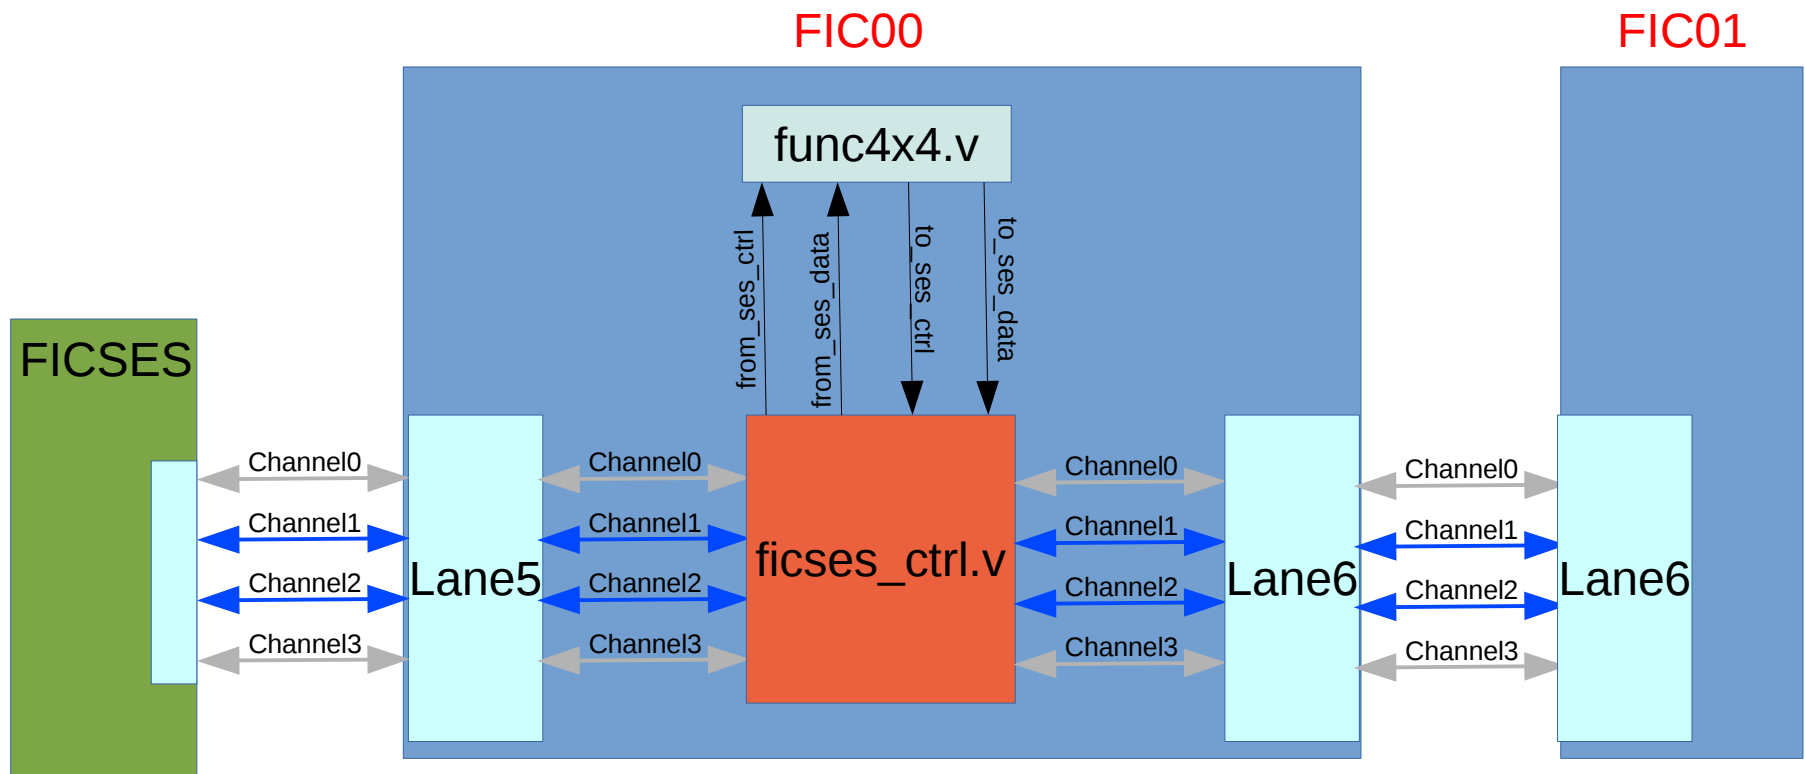 FIC00
FIC01
func4x4.v
from_ses_ctrl
from_ses_data
to_ses_ctrl
to_ses_data
FICSES
Channel0
Channel0
Channel0
Channel0
Channel1
Channel1
Channel1
Channel1
ficses_ctrl.v
Lane5
Lane6
Lane6
Channel2
Channel2
Channel2
Channel2
Channel3
Channel3
Channel3
Channel3